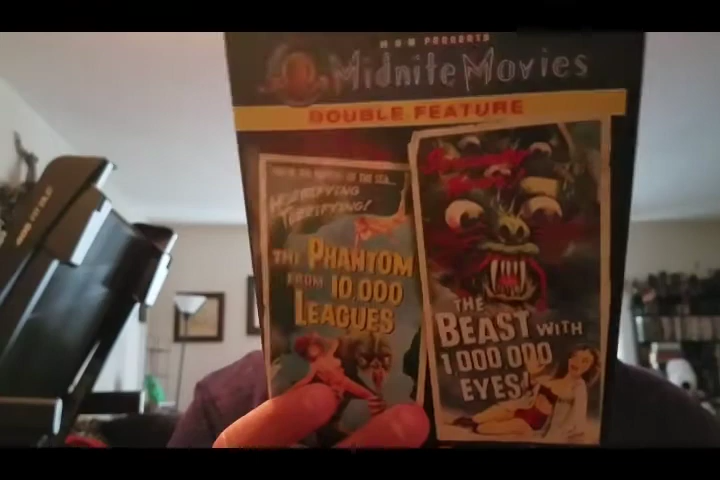 MGM PRESENTS
Midnite Movies
DOUBLE FEATURE
HORRIFYING
TERRIFYING!
THE PHANTOM
FROM 10,000
LEAGUES
THE
BEAST WITH
1,000,000
EYES!